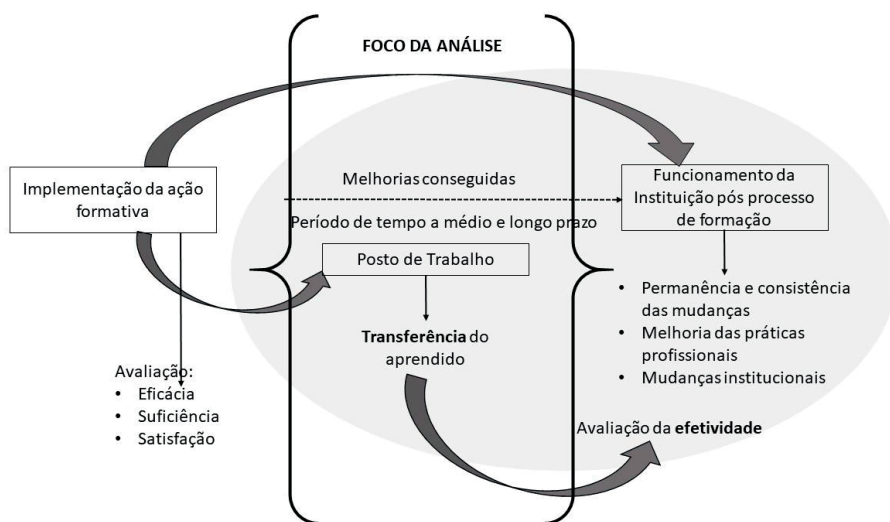 FOCO DA ANÁLISE
Implementação da ação
formativa
Melhorias conseguidas
Período de tempo a médio e longo prazo
Funcionamento da
Instituição pós processo
de formação
Posto de Trabalho
Transferência do
aprendido
Avaliação:
• Eficácia
• Suficiência
• Satisfação
• Permanência e consistência
das mudanças
• Melhoria das práticas
profissionais
• Mudanças institucionais
Avaliação da efetividade